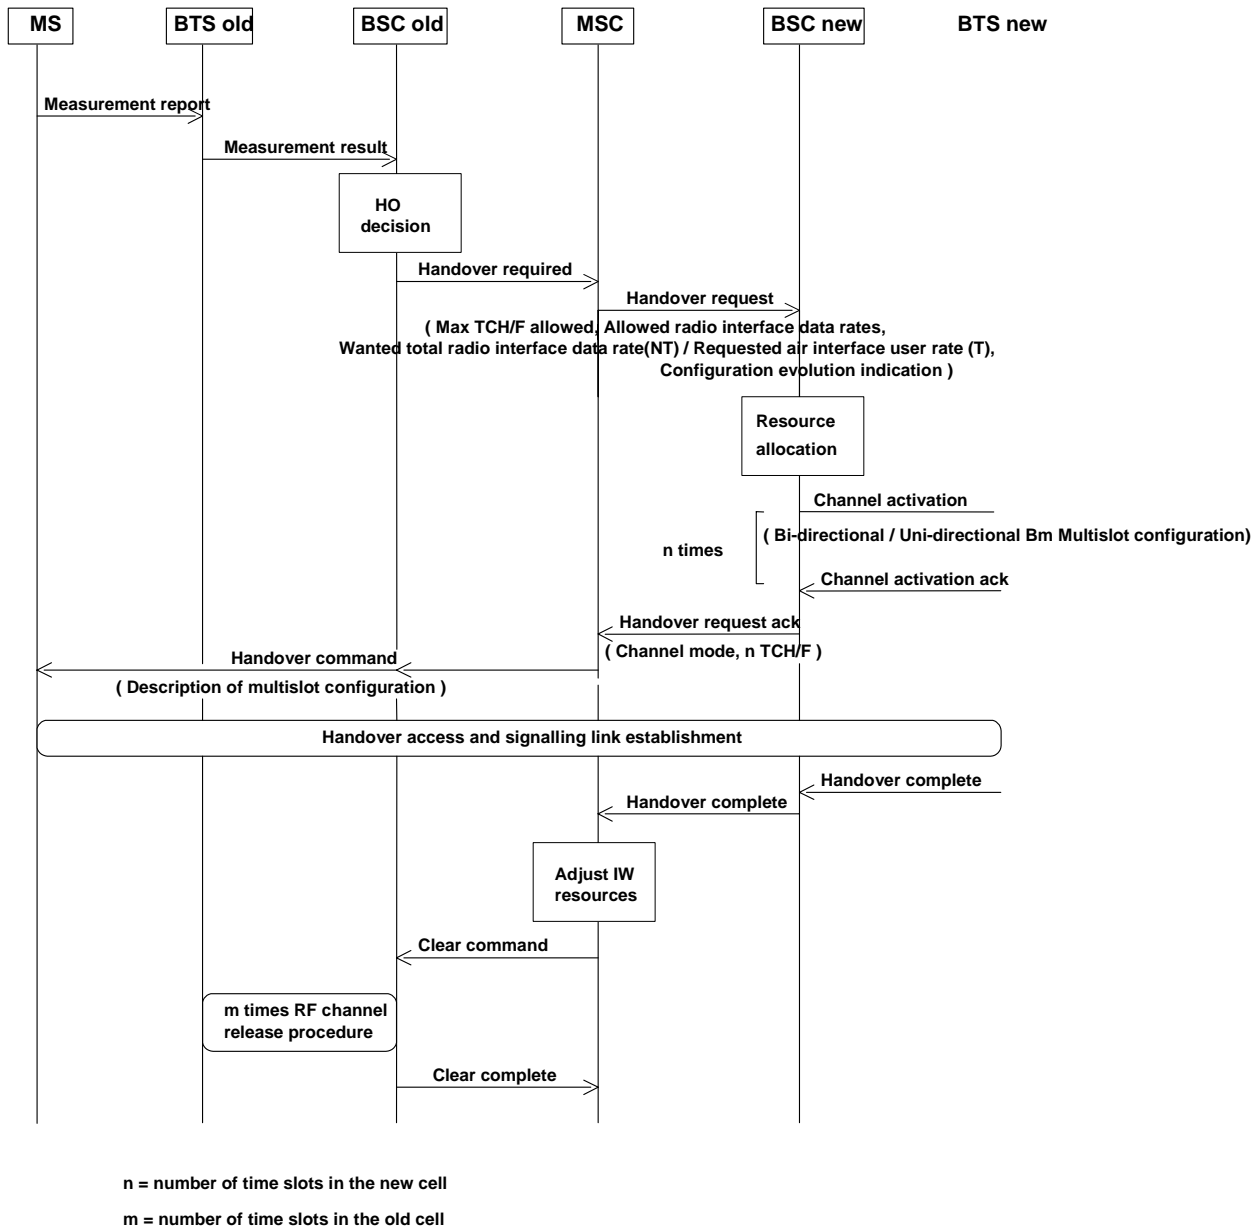 MS
BTS old
BSC old
MSC
BSC new
BTS new
Measurement report
Measurement result
HO
decision
Handover required
Handover request
( Max TCH/F allowed, Allowed radio interface data rates,
Wanted total radio interface data rate(NT) / Requested air interface user rate (T),
Configuration evolution indication )
Resource
allocation
Channel activation
( Bi-directional / Uni-directional Bm Multislot configuration)
n times
Channel activation ack
Handover request ack
( Channel mode, n TCH/F )
Handover command
( Description of multislot configuration )
Handover access and signalling link establishment
Handover complete
Handover complete
Adjust IW
resources
Clear command
m times RF channel
release procedure
Clear complete
n = number of time slots in the new cell
m = number of time slots in the old cell